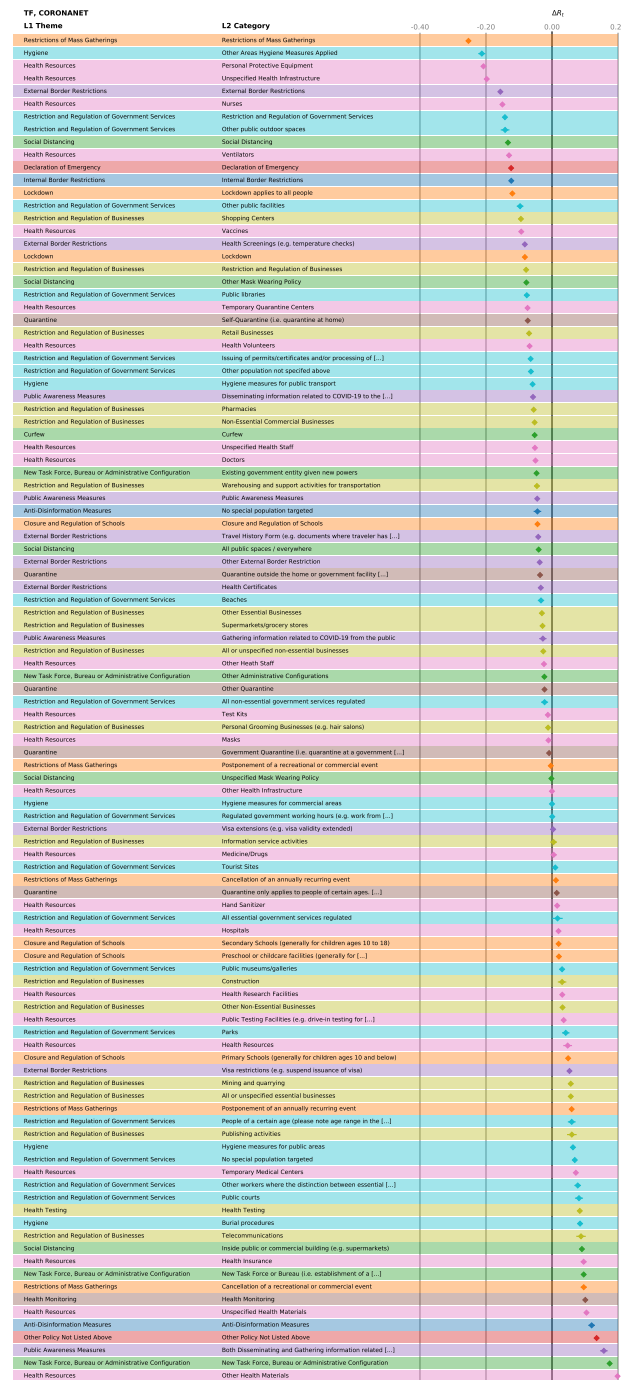 TF, CORONANET ΔRt
L1 Theme L2 Category -0.40 -0.20 0.00 0.2
Restrictions of Mass Gatherings Restrictions of Mass Gatherings
Hygiene Other Areas Hygiene Measures Applied
Health Resources Personal Protective Equipment
Health Resources Unspecified Health Infrastructure
External Border Restrictions External Border Restrictions
Health Resources Nurses
Restriction and Regulation of Government Services Restriction and Regulation of Government Services
Restriction and Regulation of Government Services Other public outdoor spaces
Social Distancing Social Distancing
Health Resources Ventilators
Declaration of Emergency Declaration of Emergency
Internal Border Restrictions Internal Border Restrictions
Lockdown Lockdown applies to all people
Restriction and Regulation of Government Services Other public facilities
Restriction and Regulation of Businesses Shopping Centers
Health Resources Vaccines
External Border Restrictions Health Screenings (e.g. temperature checks)
Lockdown Lockdown
Restriction and Regulation of Businesses Restriction and Regulation of Businesses
Social Distancing Other Mask Wearing Policy
Restriction and Regulation of Government Services Public libraries
Health Resources Temporary Quarantine Centers
Quarantine Self-Quarantine (i.e. quarantine at home)
Restriction and Regulation of Businesses Retail Businesses
Health Resources Health Volunteers
Restriction and Regulation of Government Services Issuing of permits/certificates and/or processing of [...]
Restriction and Regulation of Government Services Other population not specifed above
Hygiene Hygiene measures for public transport
Public Awareness Measures Disseminating information related to COVID-19 to the [...]
Restriction and Regulation of Businesses Pharmacies
Restriction and Regulation of Businesses Non-Essential Commercial Businesses
Curfew Curfew
Health Resources Unspecified Health Staff
Health Resources Doctors
New Task Force, Bureau or Administrative Configuration Existing government entity given new powers
Restriction and Regulation of Businesses Warehousing and support activities for transportation
Public Awareness Measures Public Awareness Measures
Anti-Disinformation Measures No special population targeted
Closure and Regulation of Schools Closure and Regulation of Schools
External Border Restrictions Travel History Form (e.g. documents where traveler has [...]
Social Distancing All public spaces / everywhere
External Border Restrictions Other External Border Restriction
Quarantine Quarantine outside the home or government facility [...]
External Border Restrictions Health Certificates
Restriction and Regulation of Government Services Beaches
Restriction and Regulation of Businesses Other Essential Businesses
Restriction and Regulation of Businesses Supermarkets/grocery stores
Public Awareness Measures Gathering information related to COVID-19 from the public
Restriction and Regulation of Businesses All or unspecified non-essential businesses
Health Resources Other Heath Staff
New Task Force, Bureau or Administrative Configuration Other Administrative Configurations
Quarantine Other Quarantine
Restriction and Regulation of Government Services All non-essential government services regulated
Health Resources Test Kits
Restriction and Regulation of Businesses Personal Grooming Businesses (e.g. hair salons)
Health Resources Masks
Quarantine Government Quarantine (i.e. quarantine at a government [...]
Restrictions of Mass Gatherings Postponement of a recreational or commercial event
Social Distancing Unspecified Mask Wearing Policy
Health Resources Other Health Infrastructure
Hygiene Hygiene measures for commercial areas
Restriction and Regulation of Government Services Regulated government working hours (e.g. work from [...]
External Border Restrictions Visa extensions (e.g. visa validity extended)
Restriction and Regulation of Businesses Information service activities
Health Resources Medicine/Drugs
Restriction and Regulation of Government Services Tourist Sites
Restrictions of Mass Gatherings Cancellation of an annually recurring event
Quarantine Quarantine only applies to people of certain ages. [...]
Health Resources Hand Sanitizer
Restriction and Regulation of Government Services All essential government services regulated
Health Resources Hospitals
Closure and Regulation of Schools Secondary Schools (generally for children ages 10 to 18)
Closure and Regulation of Schools Preschool or childcare facilities (generally for [...]
Restriction and Regulation of Government Services Public museums/galleries
Restriction and Regulation of Businesses Construction
Health Resources Health Research Facilities
Restriction and Regulation of Businesses Other Non-Essential Businesses
Health Resources Public Testing Facilities (e.g. drive-in testing for [...]
Restriction and Regulation of Government Services Parks
Health Resources Health Resources
Closure and Regulation of Schools Primary Schools (generally for children ages 10 and below)
External Border Restrictions Visa restrictions (e.g. suspend issuance of visa)
Restriction and Regulation of Businesses Mining and quarrying
Restriction and Regulation of Businesses All or unspecified essential businesses
Restrictions of Mass Gatherings Postponement of an annually recurring event
Restriction and Regulation of Government Services People of a certain age (please note age range in the [...]
Restriction and Regulation of Businesses Publishing activities
Hygiene Hygiene measures for public areas
Restriction and Regulation of Government Services No special population targeted
Health Resources Temporary Medical Centers
Restriction and Regulation of Government Services Other workers where the distinction between essential [...]
Restriction and Regulation of Government Services Public courts
Health Testing Health Testing
Hygiene Burial procedures
Restriction and Regulation of Businesses Telecommunications
Social Distancing Inside public or commercial building (e.g. supermarkets)
Health Resources Health Insurance
New Task Force, Bureau or Administrative Configuration New Task Force or Bureau (i.e. establishment of a [...]
Restrictions of Mass Gatherings Cancellation of a recreational or commercial event
Health Monitoring Health Monitoring
Health Resources Unspecified Health Materials
Anti-Disinformation Measures Anti-Disinformation Measures
Other Policy Not Listed Above Other Policy Not Listed Above
Public Awareness Measures Both Disseminating and Gathering information related [...]
New Task Force, Bureau or Administrative Configuration New Task Force, Bureau or Administrative Configuration
Health Resources Other Health Materials